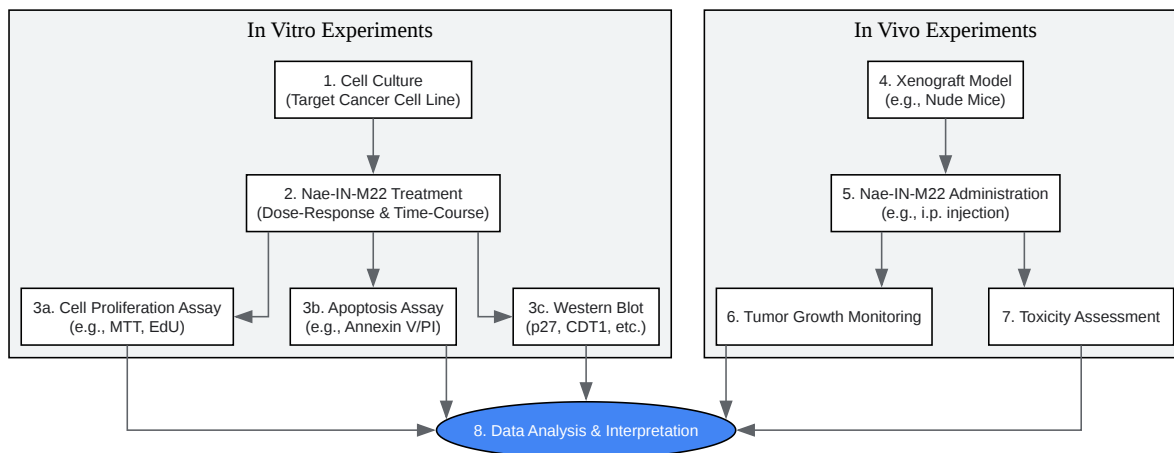 In Vitro Experiments
1. Cell Culture
(Target Cancer Cell Line)
2. Nae-IN-M22 Treatment
(Dose-Response & Time-Course)
3a. Cell Proliferation Assay
(e.g., MTT, EdU)
3b. Apoptosis Assay
(e.g., Annexin V/PI)
3c. Western Blot
(p27, CDT1, etc.)
In Vivo Experiments
4. Xenograft Model
(e.g., Nude Mice)
5. Nae-IN-M22 Administration
(e.g., i.p. injection)
6. Tumor Growth Monitoring
7. Toxicity Assessment
8. Data Analysis & Interpretation